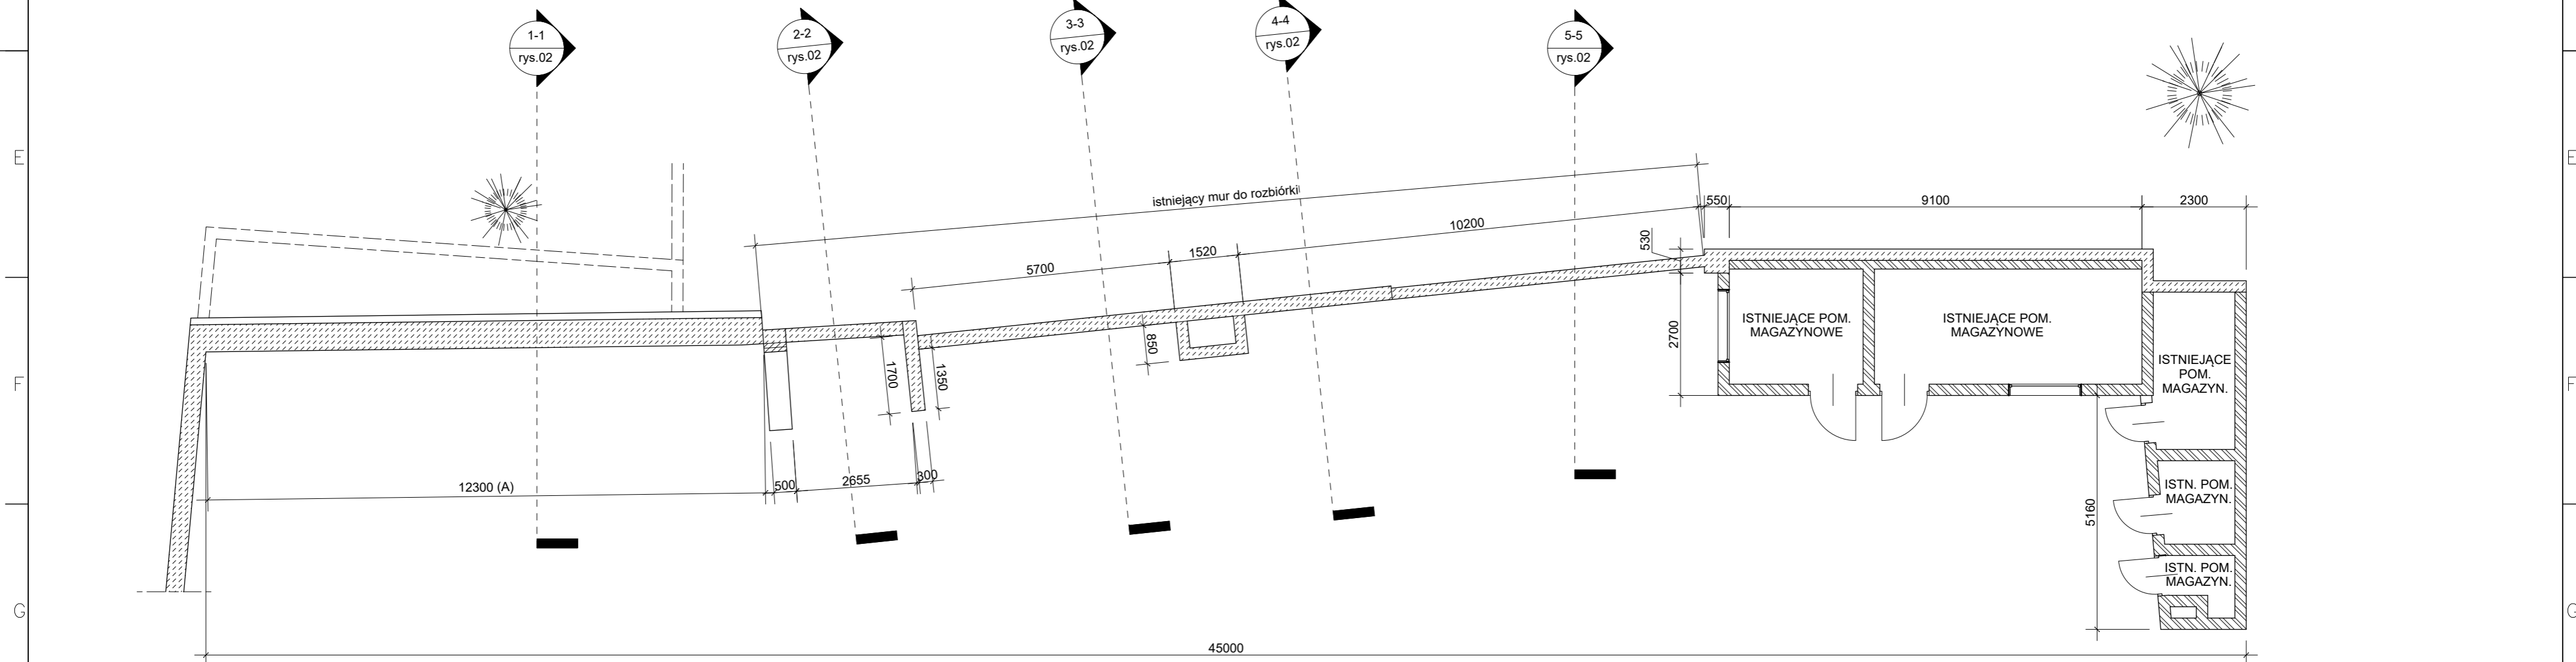 1-1
rys.02
2-2
rys.02
3-3
rys.02
4-4
rys.02
5-5
rys.02
E
E
istniejący mur do rozbiórki
550
9100
2300
10200
1520
5700
530
ISTNIEJĄCE POM.
MAGAZYNOWE
ISTNIEJĄCE POM.
MAGAZYNOWE
2700
850
1700
1350
ISTNIEJĄCE
POM.
MAGAZYN.
F
F
12300 (A)
500
2655
300
ISTN. POM.
MAGAZYN.
5160
ISTN. POM.
MAGAZYN.
G
G
45000